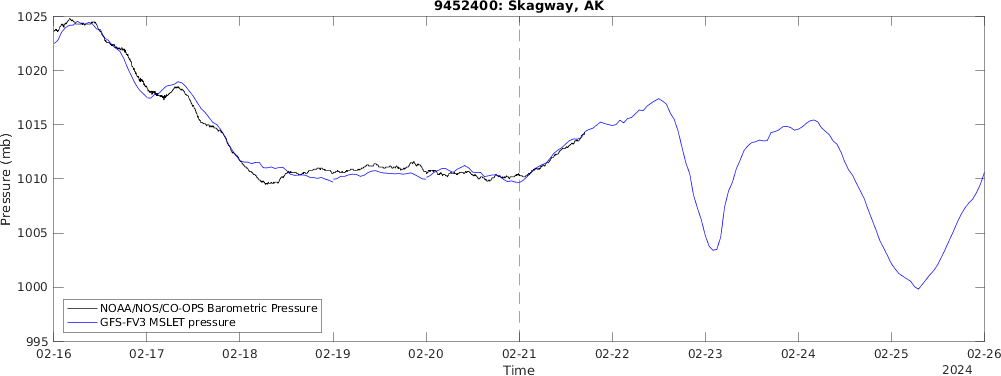 9452400: Skagway, AK
Pressure (mb)
1025
1020
1015
1010
1005
1000
995
NOAA/NOS/CO-OPS Barometric Pressure
GFS-FV3 MSLET pressure
02-16 02-17 02-18 02-19 02-20 02-21 02-22 02-23 02-24 02-25 02-26
Time
2024